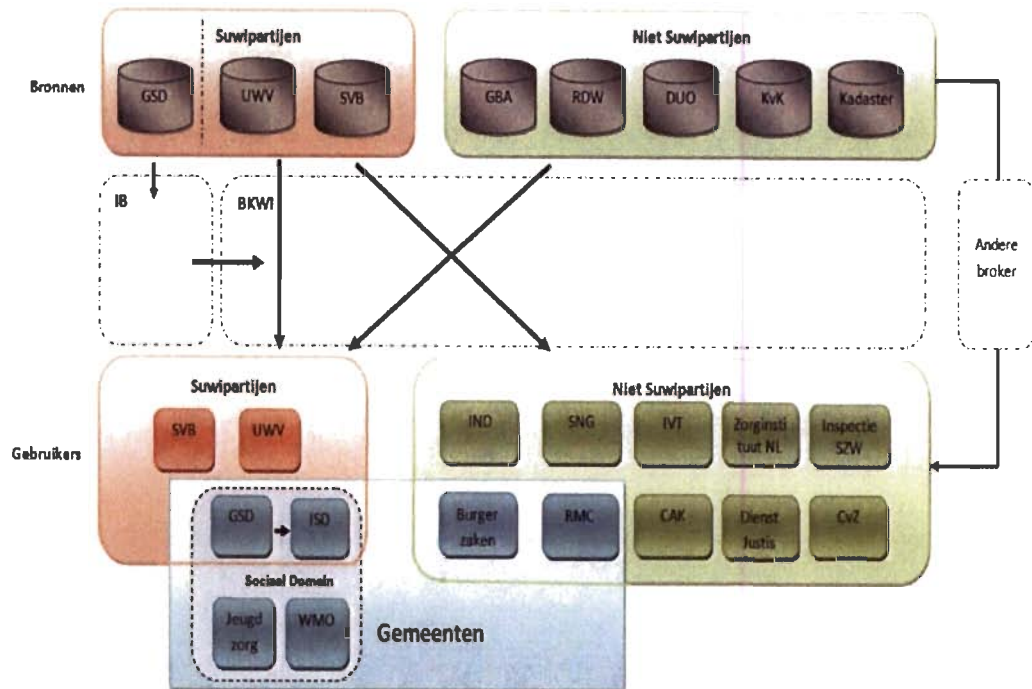 Suwipartijen
Niet Suwipartijen
Bronnen
GSD
UWV
SVB
GBA
RDW
DUO
KvK
Kadaster
IB
BKWI
Andere
broker
Suwipartijen
Niet Suwipartijen
Gebruikers
SVB
UWV
IND
SNG
IVT
Zorginsti
tuut NL
Inspectie
SZW
GSD
ISD
Burger
zaken
RMC
CAK
Dienst
Justis
CvZ
Sociaal Domein
Jeugd
zorg
WMO
Gemeenten